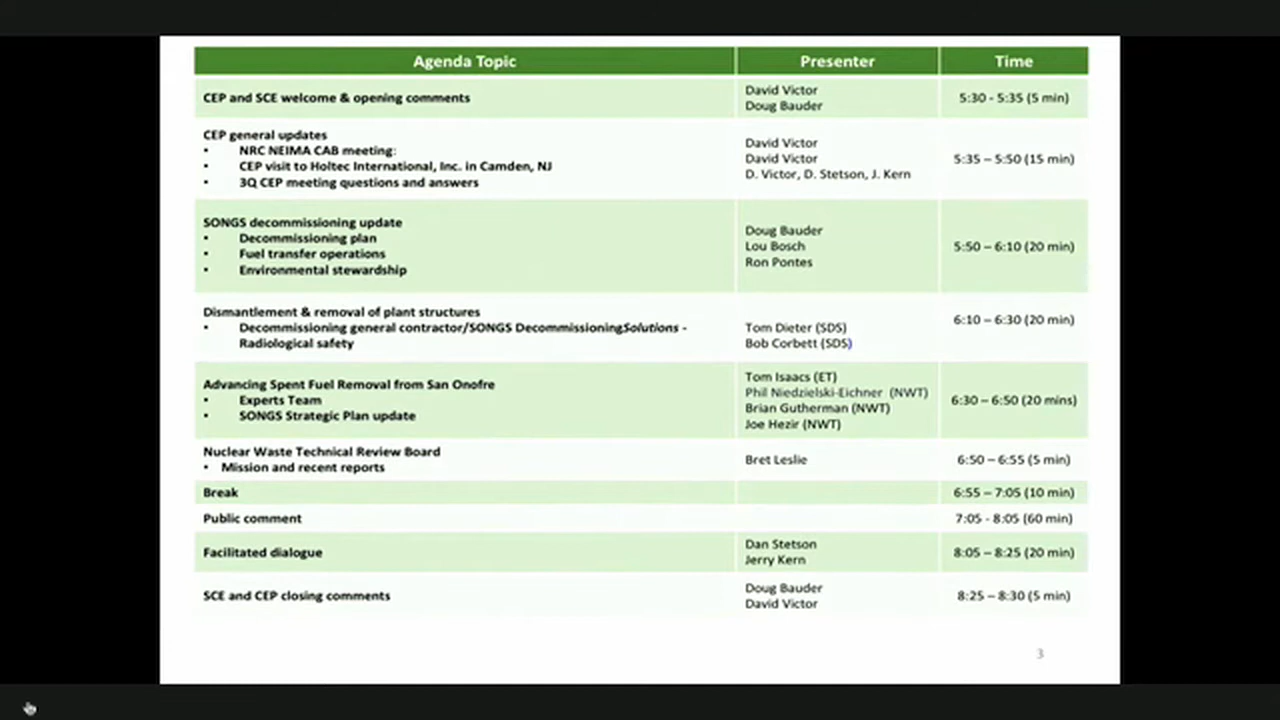 Agenda Topic Presenter Time
CEP and SCE welcome & opening comments
David Victor
Doug Bauder
5:30 - 5:35 (5 min)
CEP general updates
• NRC NEIMA CAB meeting:
• CEP visit to Holtec International, Inc. in Camden, NJ
• 3Q CEP meeting questions and answers
David Victor
David Victor
D. Victor, D. Stetson, J. Kern
5:35 – 5:50 (15 min)
SONGS decommissioning update
• Decommissioning plan
• Fuel transfer operations
• Environmental stewardship
Doug Bauder
Lou Bosch
Ron Pontes
5:50 – 6:10 (20 min)
Dismantlement & removal of plant structures
• Decommissioning general contractor/SONGS DecommissioningSolutions -
Radiological safety
Tom Dieter (SDS)
Bob Corbett (SDS)
6:10 – 6:30 (20 min)
Advancing Spent Fuel Removal from San Onofre
• Experts Team
• SONGS Strategic Plan update
Tom Isaacs (ET)
Phil Niedzielski-Eichner (NWT)
Brian Gutherman (NWT)
Joe Hezir (NWT)
6:30 – 6:50 (20 mins)
Nuclear Waste Technical Review Board
• Mission and recent reports
Bret Leslie
6:50 – 6:55 (5 min)
Break
6:55 – 7:05 (10 min)
Public comment
7:05 - 8:05 (60 min)
Facilitated dialogue
Dan Stetson
Jerry Kern
8:05 – 8:25 (20 min)
SCE and CEP closing comments
Doug Bauder
David Victor
8:25 – 8:30 (5 min)
3